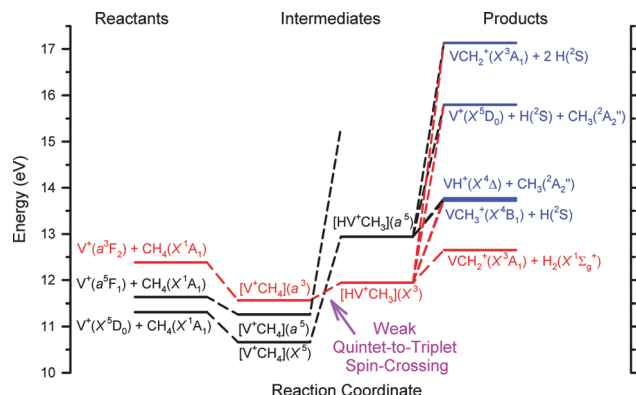 Reactants Intermediates Products
17
16
15
14
13
12
11
10
Energy (eV)
VCH₂⁺(X³A₁) + 2 H(²S)
V⁺(X⁵D₀) + H(²S) + CH₃(²A₂")
VH⁺(X⁴Δ) + CH₃(²A₂")
VCH₃⁺(X⁴B₁) + H(²S)
VCH₂⁺(X³A₁) + H₂(X¹Σg⁺)
[HV⁺CH₃](a⁵)
[HV⁺CH₃](X³)
V⁺(a³F₂) + CH₄(X¹A₁)
V⁺(a⁵F₁) + CH₄(X¹A₁)
V⁺(X⁵D₀) + CH₄(X¹A₁)
[V⁺CH₄](a³)
[V⁺CH₄](a⁵)
[V⁺CH₄](X⁵)
Weak
Quintet-to-Triplet
Spin-Crossing
Reaction Coordinate